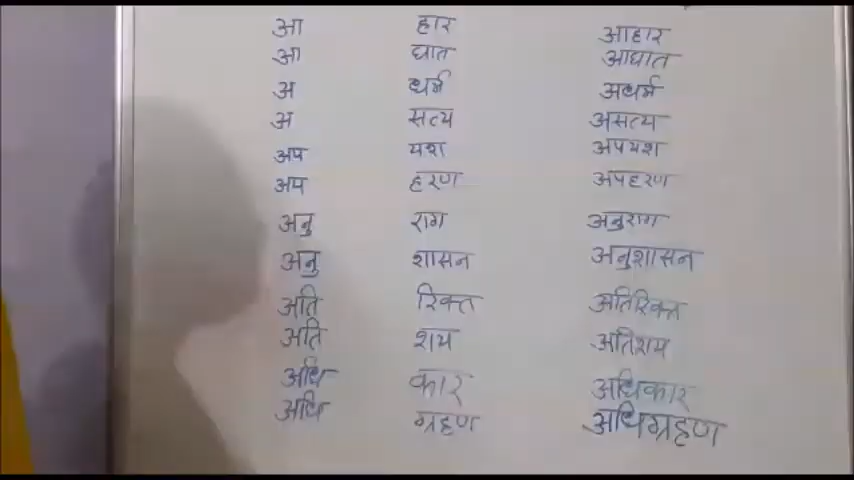 आ हार आहार
आ घात आघात
अ धर्म अधर्म
अ सत्य असत्य
अप यश अपयश
अप हरण अपहरण
अनु राग अनुराग
अनु शासन अनुशासन
अति रिक्त अतिरिक्त
अति शय अतिशय
अधि कार अधिकार
अधि ग्रहण अधिग्रहण